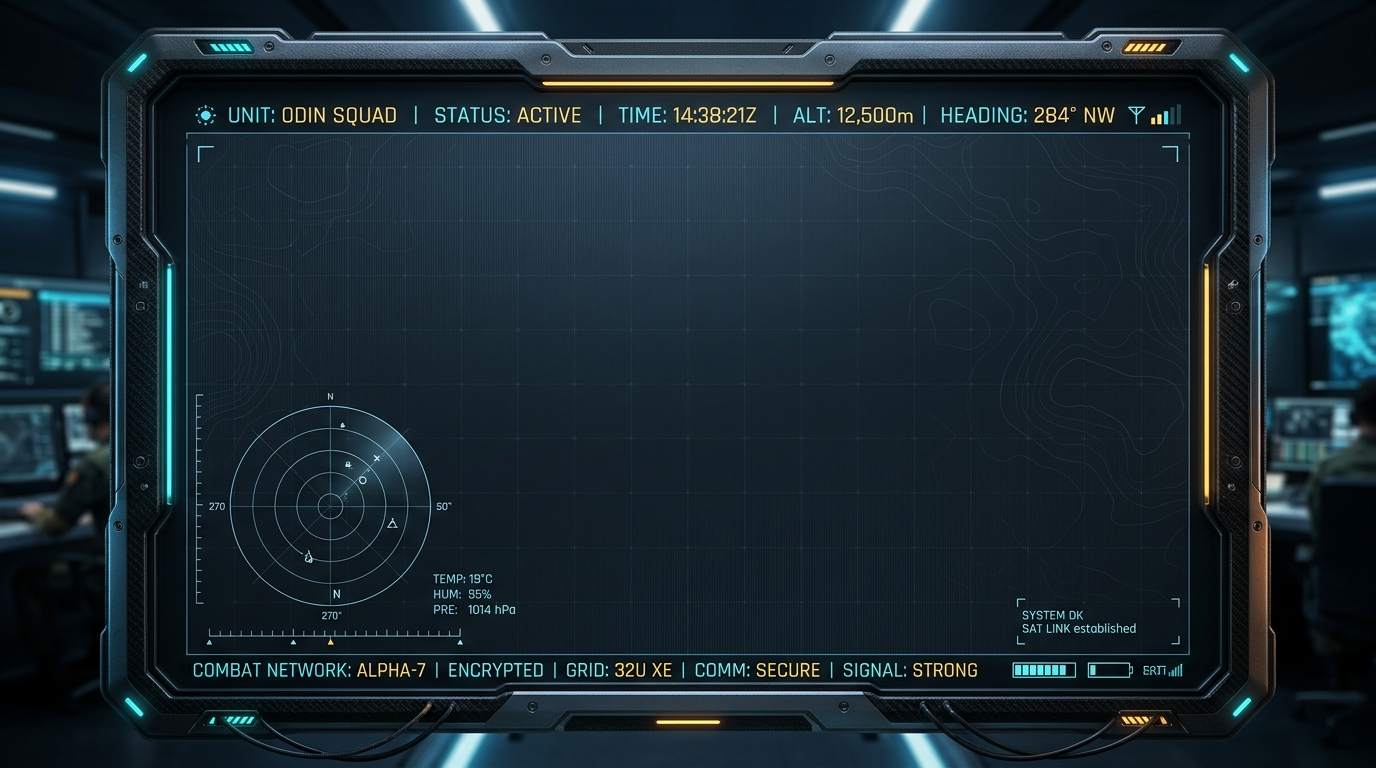 UNIT: ODIN SQUAD | STATUS: ACTIVE | TIME: 14:38:21Z | ALT: 12,500m | HEADING: 284° NW
N
270
50"
N
270"
TEMP: 19°C
HUM: 95%
PRE: 1014 hPa
SYSTEM DK
SAT LINK established
COMBAT NETWORK: ALPHA-7 | ENCRYPTED | GRID: 32U XE | COMM: SECURE | SIGNAL: STRONG